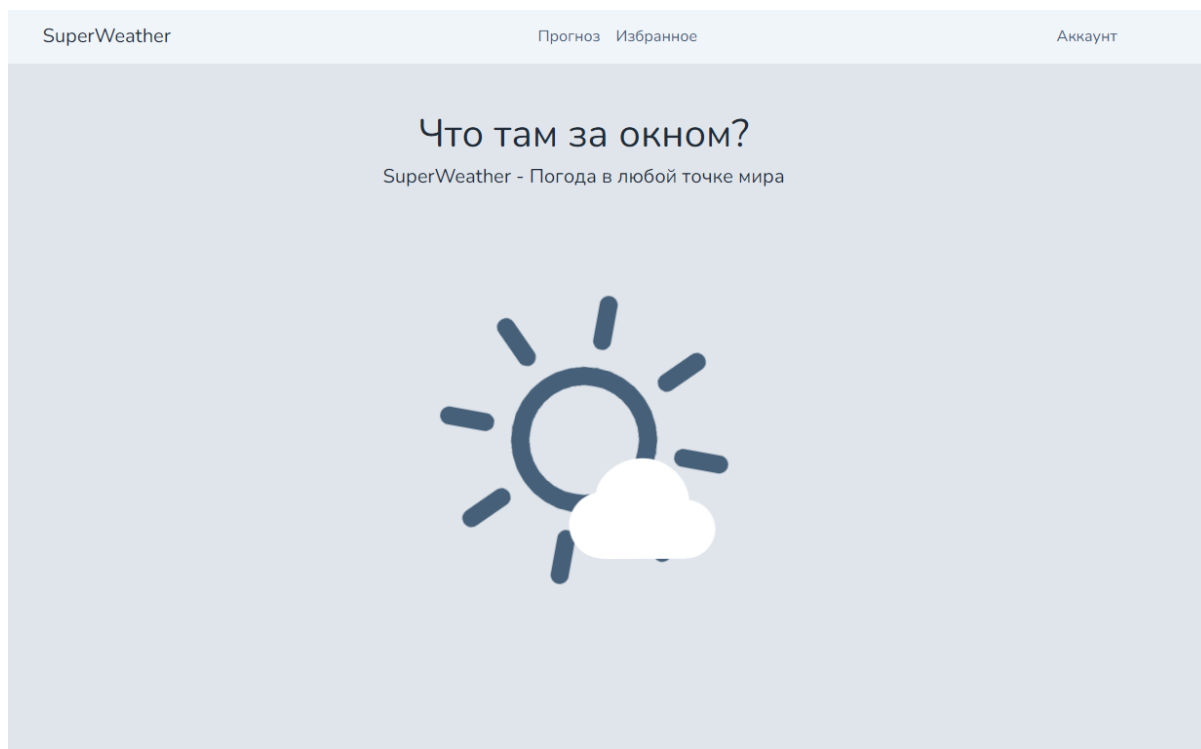 SuperWeather Прогноз Избранное Аккаунт
Что там за окном?
SuperWeather - Погода в любой точке мира